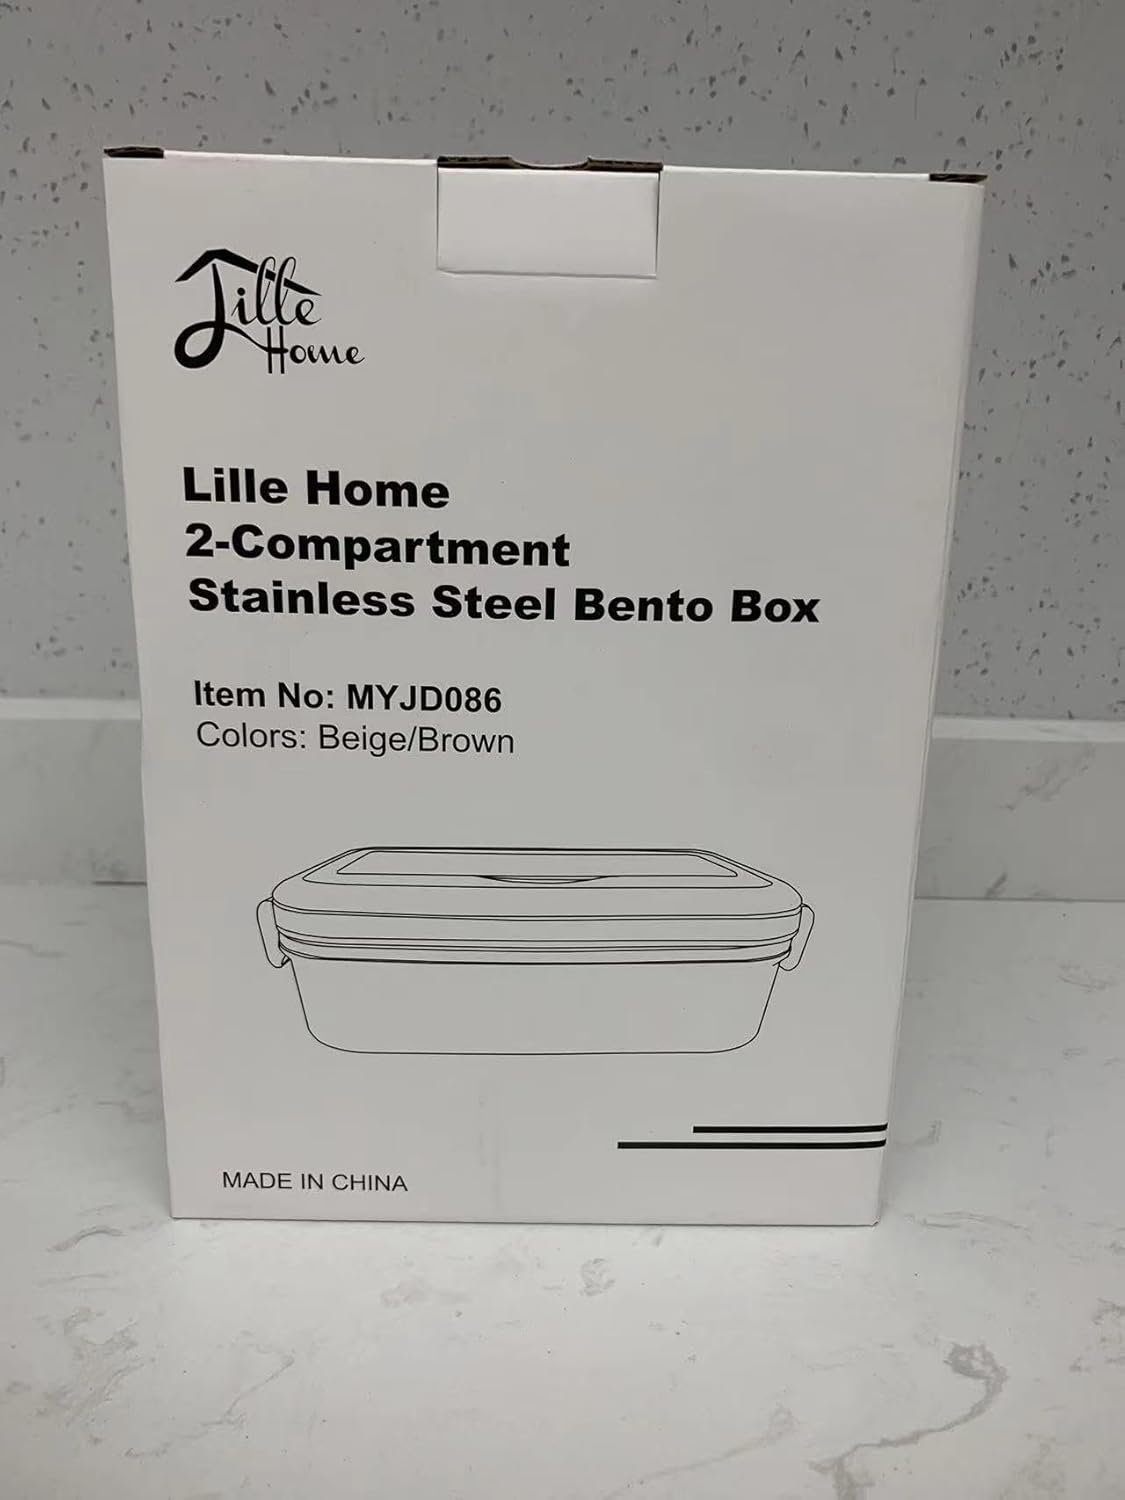 Lille
Home
Lille Home
2-Compartment
Stainless Steel Bento Box
Item No: MYJD086
Colors: Beige/Brown
MADE IN CHINA